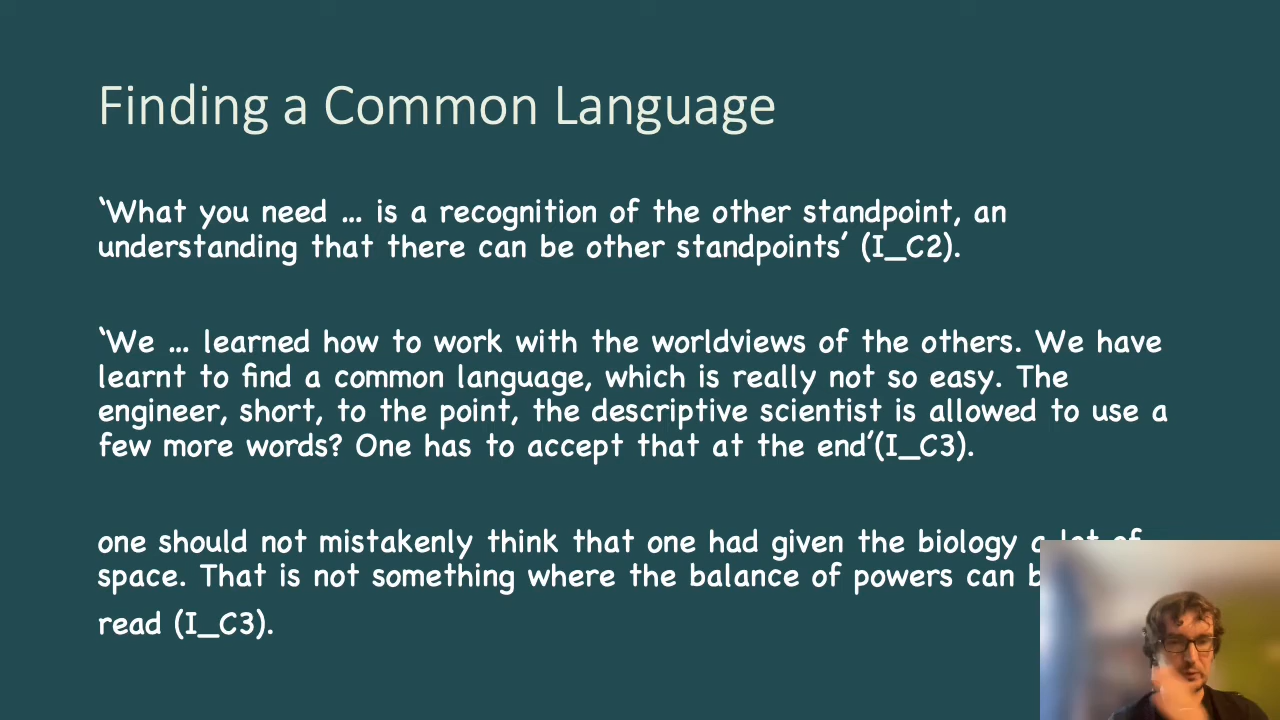 Finding a Common Language
‘What you need … is a recognition of the other standpoint, an
understanding that there can be other standpoints’ (I_C2).
‘We … learned how to work with the worldviews of the others. We have
learnt to find a common language, which is really not so easy. The
engineer, short, to the point, the descriptive scientist is allowed to use a
few more words? One has to accept that at the end’(I_C3).
one should not mistakenly think that one had given the biology a lot of
space. That is not something where the balance of powers can
read (I_C3).